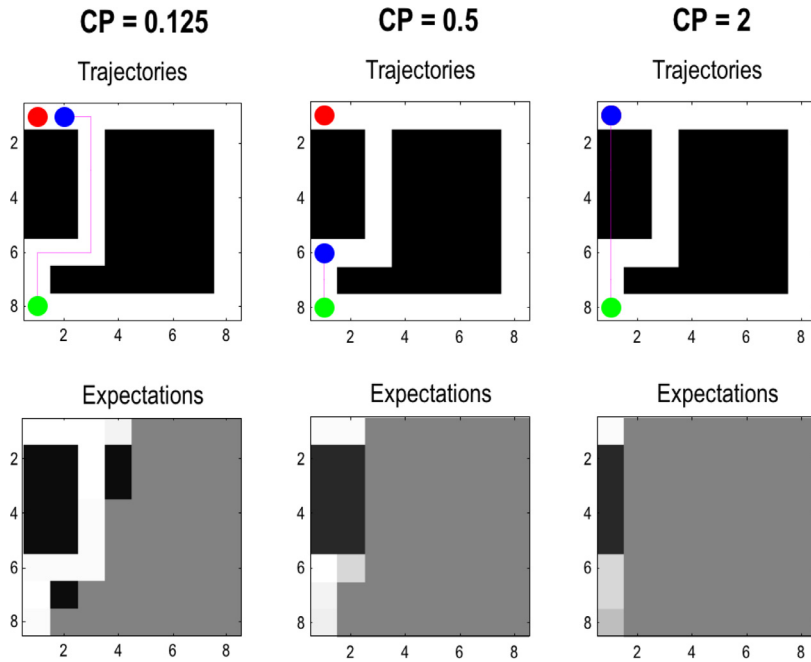 CP = 0.125 CP = 0.5 CP = 2
Trajectories Trajectories Trajectories
2 2 2
4 4 4
6 6 6
8 8 8
2 4 6 8 2 4 6 8 2 4 6 8
Expectations Expectations Expectations
2 2 2
4 4 4
6 6 6
8 8 8
2 4 6 8 2 4 6 8 2 4 6 8